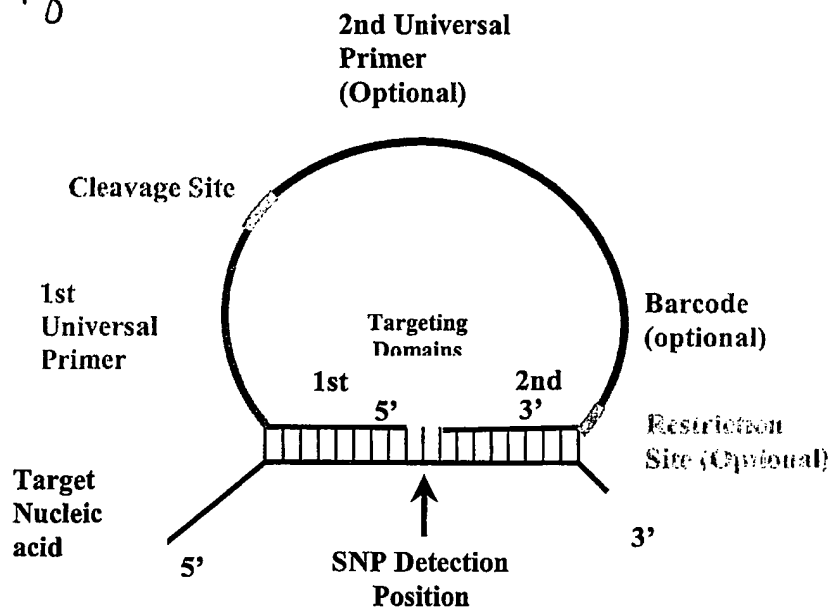 2nd Universal
Primer
(Optional)
Cleavage Site
1st
Universal
Primer
Targeting
Domains
Barcode
(optional)
1st
2nd
5'
3'
Restriction
Site (Optional)
Target
Nucleic
acid
5'
3'
SNP Detection
Position